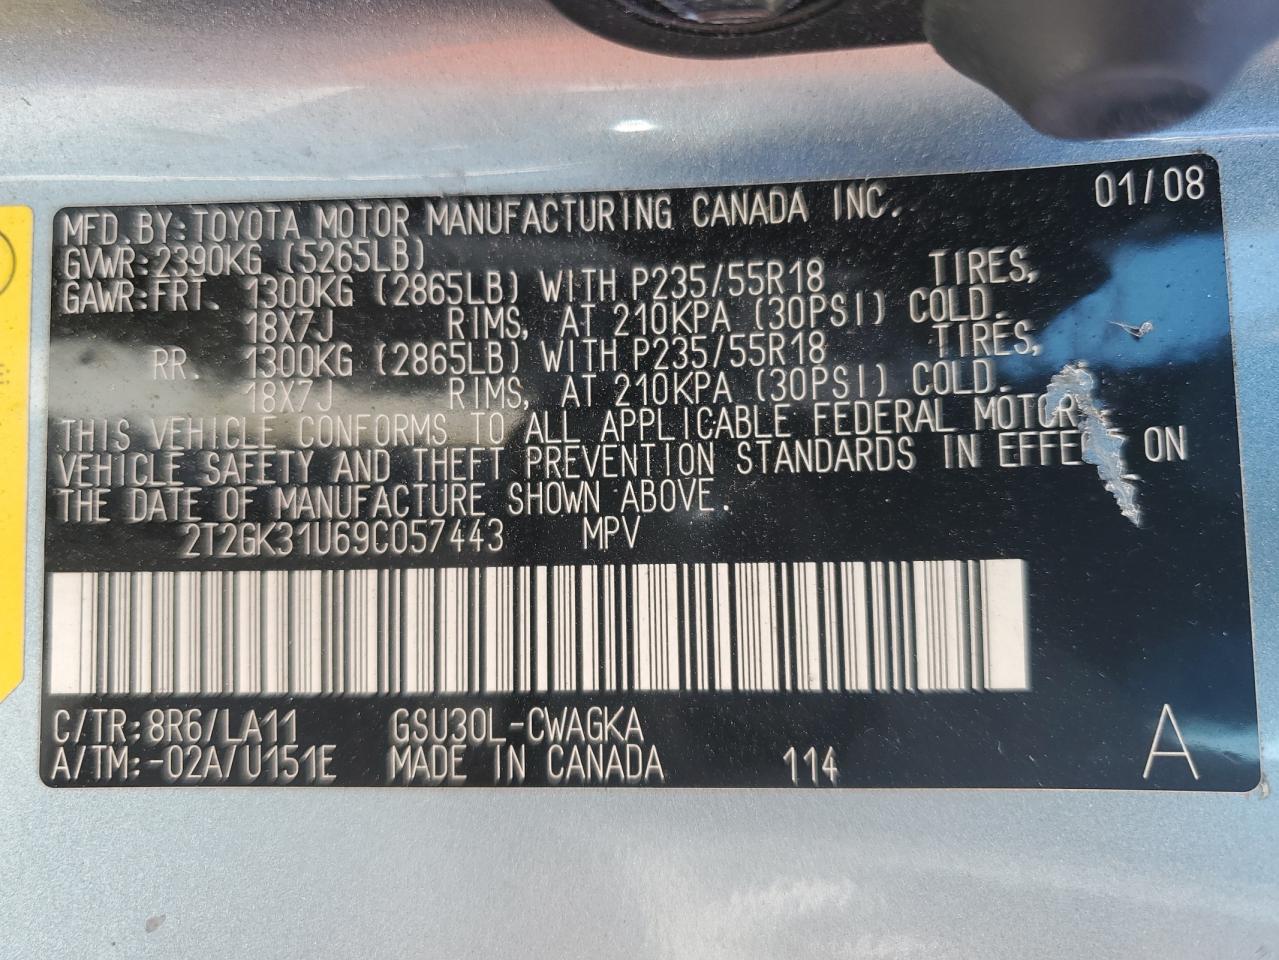 01/08
MFD.BY:TOYOTA MOTOR MANUFACTURING CANADA INC.
GVWR:2390KG (5265LB)
GAWR:FRT. 1300KG (2865LB) WITH P235/55R18 TIRES,
18X7J RIMS, AT 210KPA (30PSI) COLD.
RR. 1300KG (2865LB) WITH P235/55R18 TIRES,
18X7J RIMS, AT 210KPA (30PSI) COLD.
THIS VEHICLE CONFORMS TO ALL APPLICABLE FEDERAL MOTOR
VEHICLE SAFETY AND THEFT PREVENTION STANDARDS IN EFFECT ON
THE DATE OF MANUFACTURE SHOWN ABOVE.
2T2GK31U69C057443 MPV
C/TR:8R6/LA11 GSU30L-CWAGKA
A/TM:-02A/U151E MADE IN CANADA 114 A